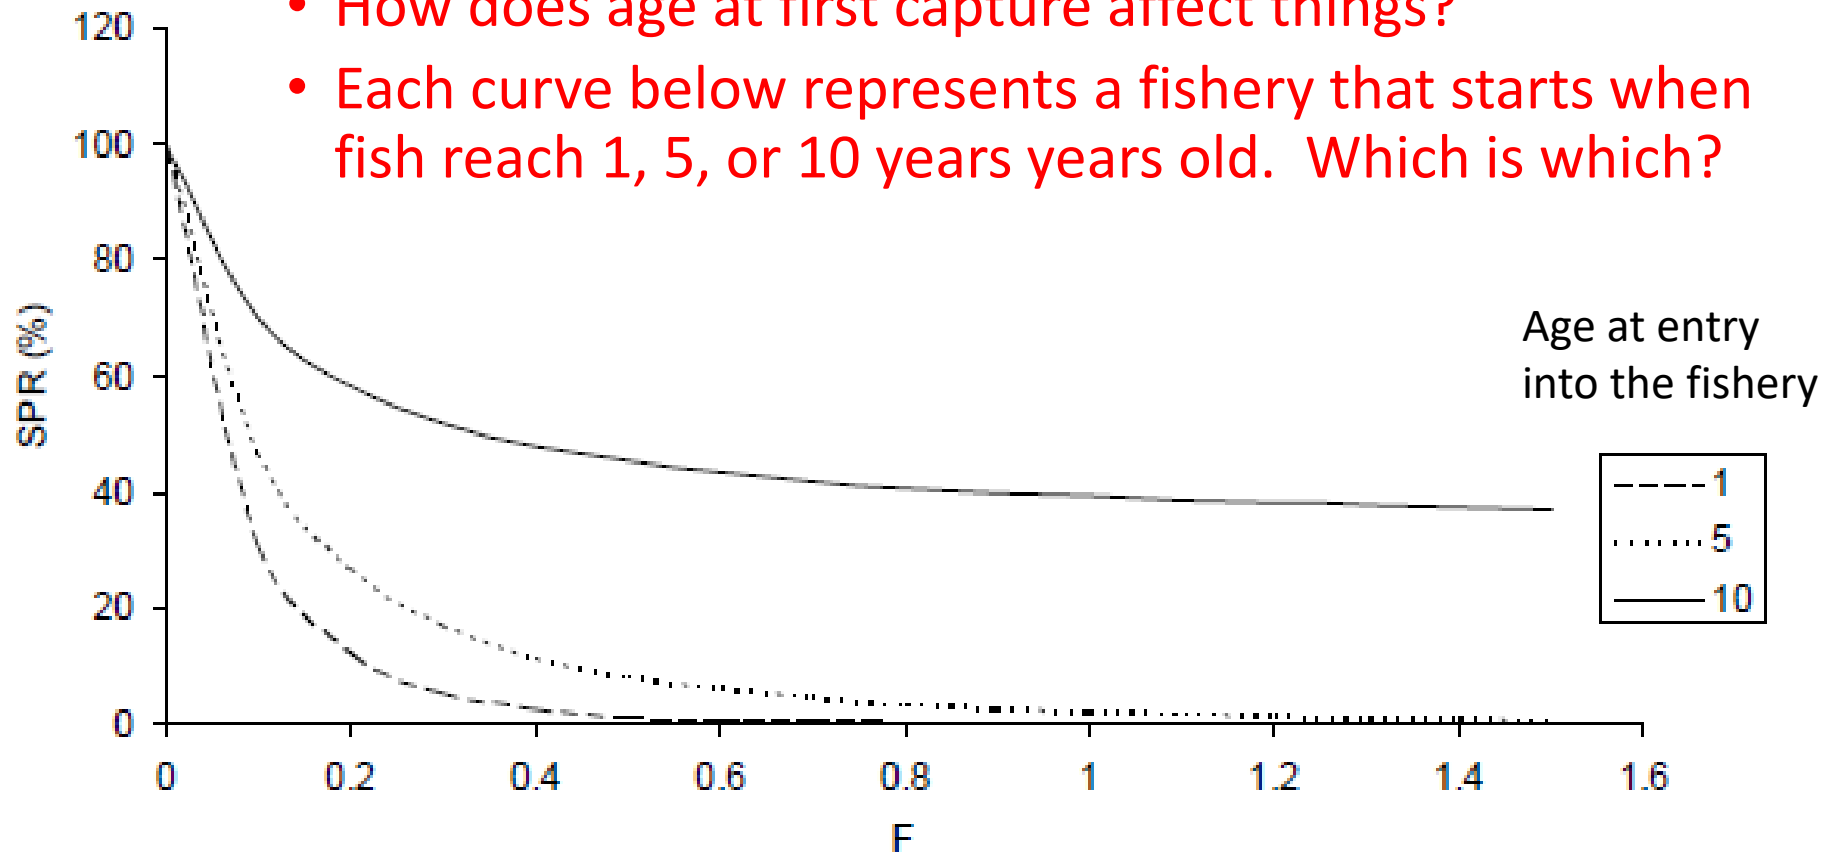 • How does age at first capture affect things?
• Each curve below represents a fishery that starts when
fish reach 1, 5, or 10 years years old.  Which is which?
120
100
80
60
40
20
0
SPR (%)
0 0.2 0.4 0.6 0.8 1 1.2 1.4 1.6
F
Age at entry
into the fishery
1
5
10